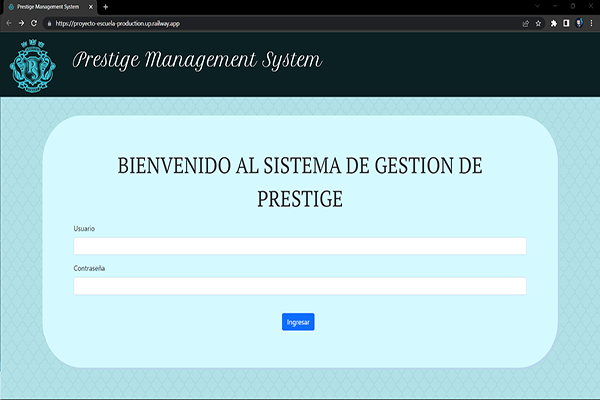 Prestige Management System
https://proyecto-escuela-production.up.railway.app
Prestige Management System
BIENVENIDO AL SISTEMA DE GESTION DE
PRESTIGE
Usuario
Contraseña
Ingresar